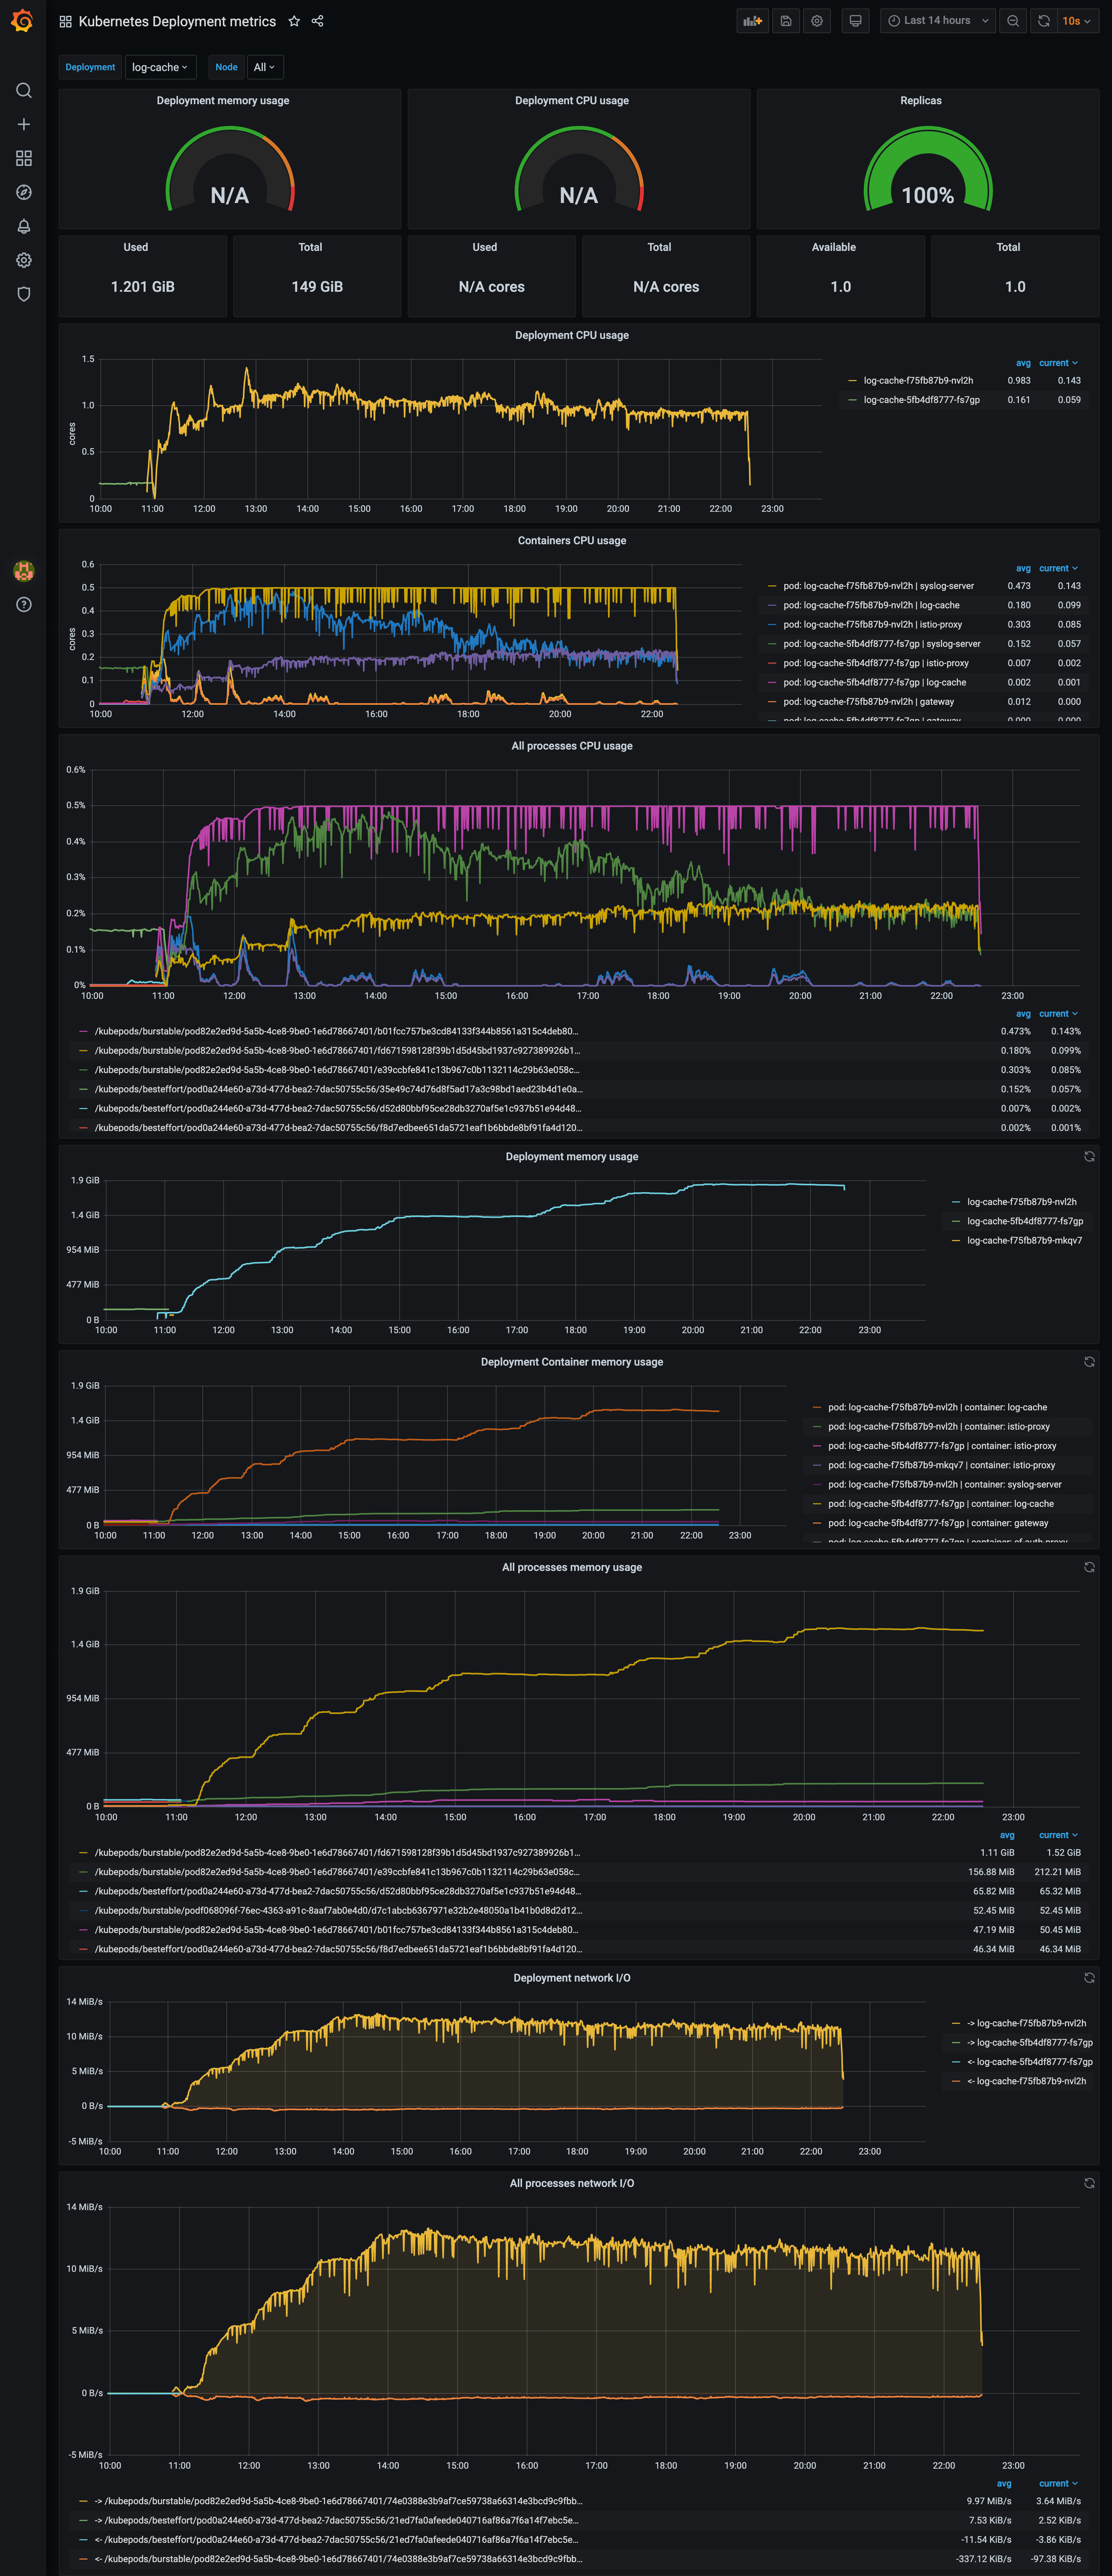 Kubernetes Deployment metrics
Last 14 hours 10s
Deployment log-cache Node All
Deployment memory usage Deployment CPU usage Replicas
N/A N/A 100%
Used Total Used Total Available Total
1.201 GiB 149 GiB N/A cores N/A cores 1.0 1.0
Deployment CPU usage
avg current
log-cache-f75fb87b9-nvl2h 0.983 0.143
log-cache-5fb4df8777-fs7gp 0.161 0.059
1.5
1.0
0.5
0
cores
10:00 11:00 12:00 13:00 14:00 15:00 16:00 17:00 18:00 19:00 20:00 21:00 22:00 23:00
Containers CPU usage
avg current
pod: log-cache-f75fb87b9-nvl2h | syslog-server 0.473 0.143
pod: log-cache-f75fb87b9-nvl2h | log-cache 0.180 0.099
pod: log-cache-f75fb87b9-nvl2h | istio-proxy 0.303 0.085
pod: log-cache-5fb4df8777-fs7gp | syslog-server 0.152 0.057
pod: log-cache-5fb4df8777-fs7gp | istio-proxy 0.007 0.002
pod: log-cache-5fb4df8777-fs7gp | log-cache 0.002 0.001
pod: log-cache-f75fb87b9-nvl2h | gateway 0.012 0.000
pod: log-cache-5fb4df8777-fs7gp | gateway 0.000 0.000
0.6
0.5
0.4
0.3
0.2
0.1
0
cores
10:00 12:00 14:00 16:00 18:00 20:00 22:00
All processes CPU usage
0.6%
0.5%
0.4%
0.3%
0.2%
0.1%
0%
10:00 11:00 12:00 13:00 14:00 15:00 16:00 17:00 18:00 19:00 20:00 21:00 22:00 23:00
avg current
/kubepods/burstable/pod82e2ed9d-5a5b-4ce8-9be0-1e6d78667401/b01fcc757be3cd84133f344b8561a315c4deb80... 0.473% 0.143%
/kubepods/burstable/pod82e2ed9d-5a5b-4ce8-9be0-1e6d78667401/fd671598128f39b1d5d45bd1937c927389926b1... 0.180% 0.099%
/kubepods/burstable/pod82e2ed9d-5a5b-4ce8-9be0-1e6d78667401/e39ccbfe841c13b967c0b1132114c29b63e058c... 0.303% 0.085%
/kubepods/besteffort/pod0a244e60-a73d-477d-bea2-7dac50755c56/35e49c74d76d8f5ad17a3c98bd1aed23b4d1e0a... 0.152% 0.057%
/kubepods/besteffort/pod0a244e60-a73d-477d-bea2-7dac50755c56/d52d80bbf95ce28db3270af5e1c937b51e94d48... 0.007% 0.002%
/kubepods/besteffort/pod0a244e60-a73d-477d-bea2-7dac50755c56/f8d7edbee651da5721eaf1b6bbde8bf91fa4d120... 0.002% 0.001%
Deployment memory usage
1.9 GiB
1.4 GiB
954 MiB
477 MiB
0 B
10:00 11:00 12:00 13:00 14:00 15:00 16:00 17:00 18:00 19:00 20:00 21:00 22:00 23:00
log-cache-f75fb87b9-nvl2h
log-cache-5fb4df8777-fs7gp
log-cache-f75fb87b9-mkqv7
Deployment Container memory usage
1.9 GiB
1.4 GiB
954 MiB
477 MiB
0 B
10:00 11:00 12:00 13:00 14:00 15:00 16:00 17:00 18:00 19:00 20:00 21:00 22:00 23:00
pod: log-cache-f75fb87b9-nvl2h | container: log-cache
pod: log-cache-f75fb87b9-nvl2h | container: istio-proxy
pod: log-cache-5fb4df8777-fs7gp | container: istio-proxy
pod: log-cache-f75fb87b9-mkqv7 | container: istio-proxy
pod: log-cache-f75fb87b9-nvl2h | container: syslog-server
pod: log-cache-5fb4df8777-fs7gp | container: log-cache
pod: log-cache-5fb4df8777-fs7gp | container: gateway
pod: log-cache-5fb4df8777-fs7gp | container: cf-auth-proxy
All processes memory usage
1.9 GiB
1.4 GiB
954 MiB
477 MiB
0 B
10:00 11:00 12:00 13:00 14:00 15:00 16:00 17:00 18:00 19:00 20:00 21:00 22:00 23:00
avg current
/kubepods/burstable/pod82e2ed9d-5a5b-4ce8-9be0-1e6d78667401/fd671598128f39b1d5d45bd1937c927389926b1... 1.11 GiB 1.52 GiB
/kubepods/burstable/pod82e2ed9d-5a5b-4ce8-9be0-1e6d78667401/e39ccbfe841c13b967c0b1132114c29b63e058c... 156.88 MiB 212.21 MiB
/kubepods/besteffort/pod0a244e60-a73d-477d-bea2-7dac50755c56/d52d80bbf95ce28db3270af5e1c937b51e94d48... 65.82 MiB 65.32 MiB
/kubepods/burstable/podf068096f-76ec-4363-a91c-8aaf7ab0e4d0/d7c1abcb6367971e32b2e48050a1b41b0d8d2d12... 52.45 MiB 52.45 MiB
/kubepods/burstable/pod82e2ed9d-5a5b-4ce8-9be0-1e6d78667401/b01fcc757be3cd84133f344b8561a315c4deb80... 47.19 MiB 50.45 MiB
/kubepods/besteffort/pod0a244e60-a73d-477d-bea2-7dac50755c56/f8d7edbee651da5721eaf1b6bbde8bf91fa4d120... 46.34 MiB 46.34 MiB
Deployment network I/O
14 MiB/s
10 MiB/s
5 MiB/s
0 B/s
-5 MiB/s
10:00 11:00 12:00 13:00 14:00 15:00 16:00 17:00 18:00 19:00 20:00 21:00 22:00 23:00
-> log-cache-f75fb87b9-nvl2h
-> log-cache-5fb4df8777-fs7gp
<- log-cache-5fb4df8777-fs7gp
<- log-cache-f75fb87b9-nvl2h
All processes network I/O
14 MiB/s
10 MiB/s
5 MiB/s
0 B/s
-5 MiB/s
10:00 11:00 12:00 13:00 14:00 15:00 16:00 17:00 18:00 19:00 20:00 21:00 22:00 23:00
avg current
-> /kubepods/burstable/pod82e2ed9d-5a5b-4ce8-9be0-1e6d78667401/74e0388e3b9af7ce59738a66314e3bcd9c9fbb... 9.97 MiB/s 3.64 MiB/s
-> /kubepods/besteffort/pod0a244e60-a73d-477d-bea2-7dac50755c56/21ed7fa0afeede040716af86a7f6a14f7ebc5e... 7.53 KiB/s 2.52 KiB/s
<- /kubepods/besteffort/pod0a244e60-a73d-477d-bea2-7dac50755c56/21ed7fa0afeede040716af86a7f6a14f7ebc5e... -11.54 KiB/s -3.86 KiB/s
<- /kubepods/burstable/pod82e2ed9d-5a5b-4ce8-9be0-1e6d78667401/74e0388e3b9af7ce59738a66314e3bcd9c9fbb... -337.12 KiB/s -97.38 KiB/s